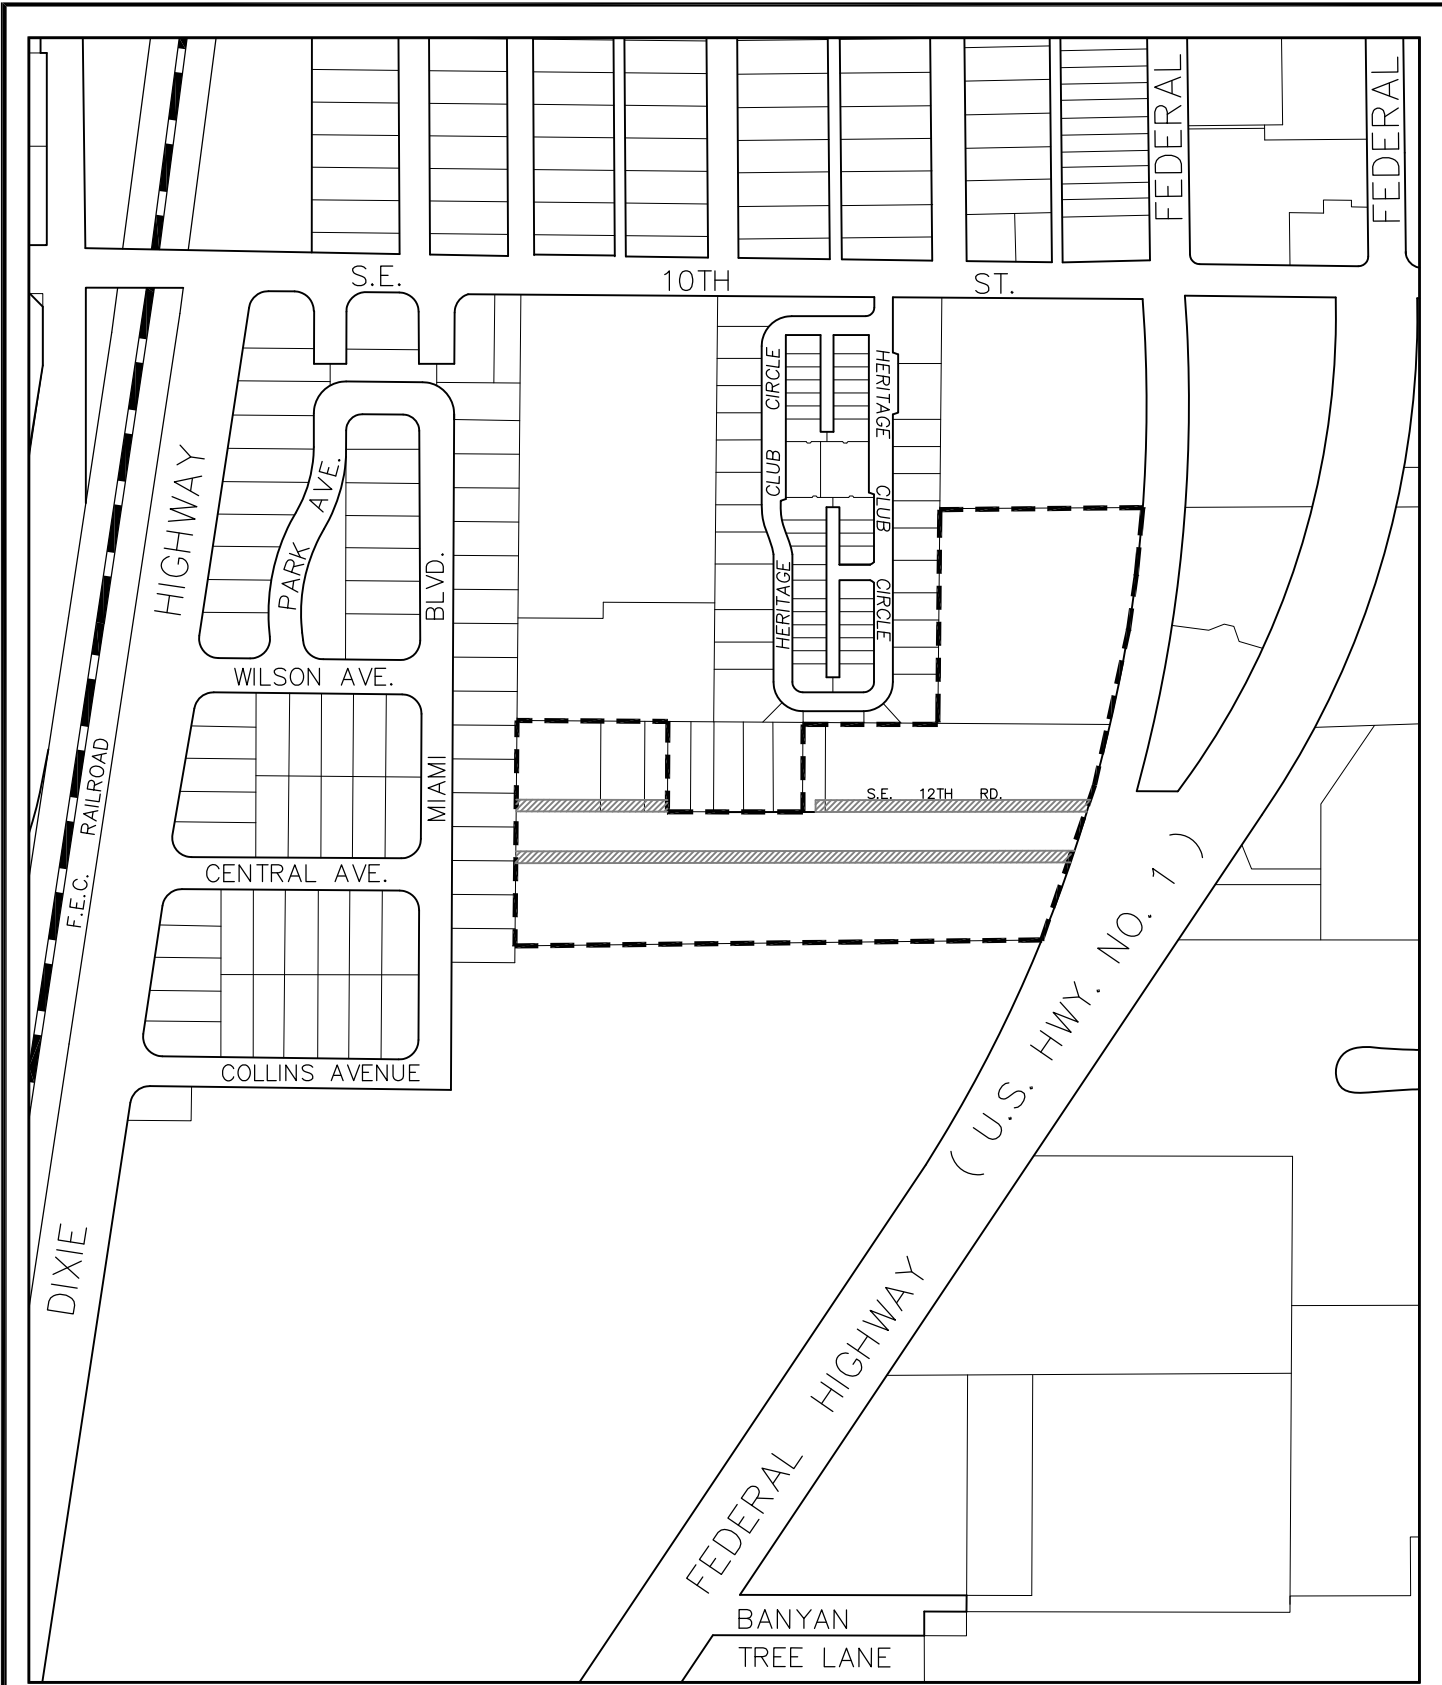 FEDERAL
FEDERAL
S.E. 10TH ST.
HERITAGE CLUB CIRCLE
HERITAGE CLUB CIRCLE
PARK AVE.
MIAMI BLVD.
WILSON AVE.
S.E. 12TH RD.
CENTRAL AVE.
F.E.C. RAILROAD
COLLINS AVENUE
DIXIE HIGHWAY
FEDERAL HIGHWAY ( U.S. HWY. NO. 1 )
BANYAN
TREE LANE